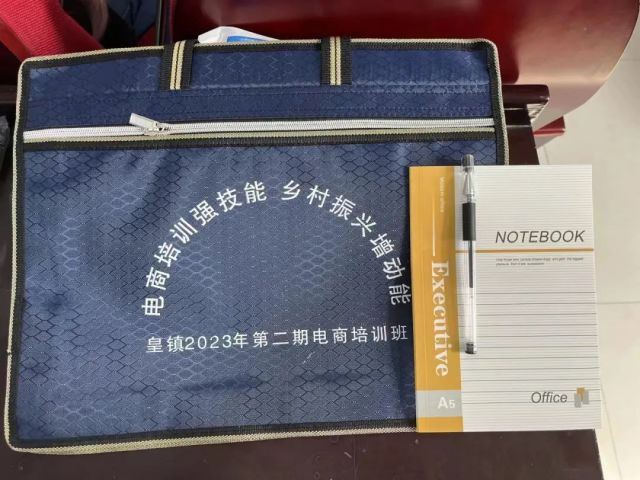 电商培训强技能 乡村振兴增动能
皇镇2023年第二期电商培训班
NOTEBOOK
Executive
A5
Office